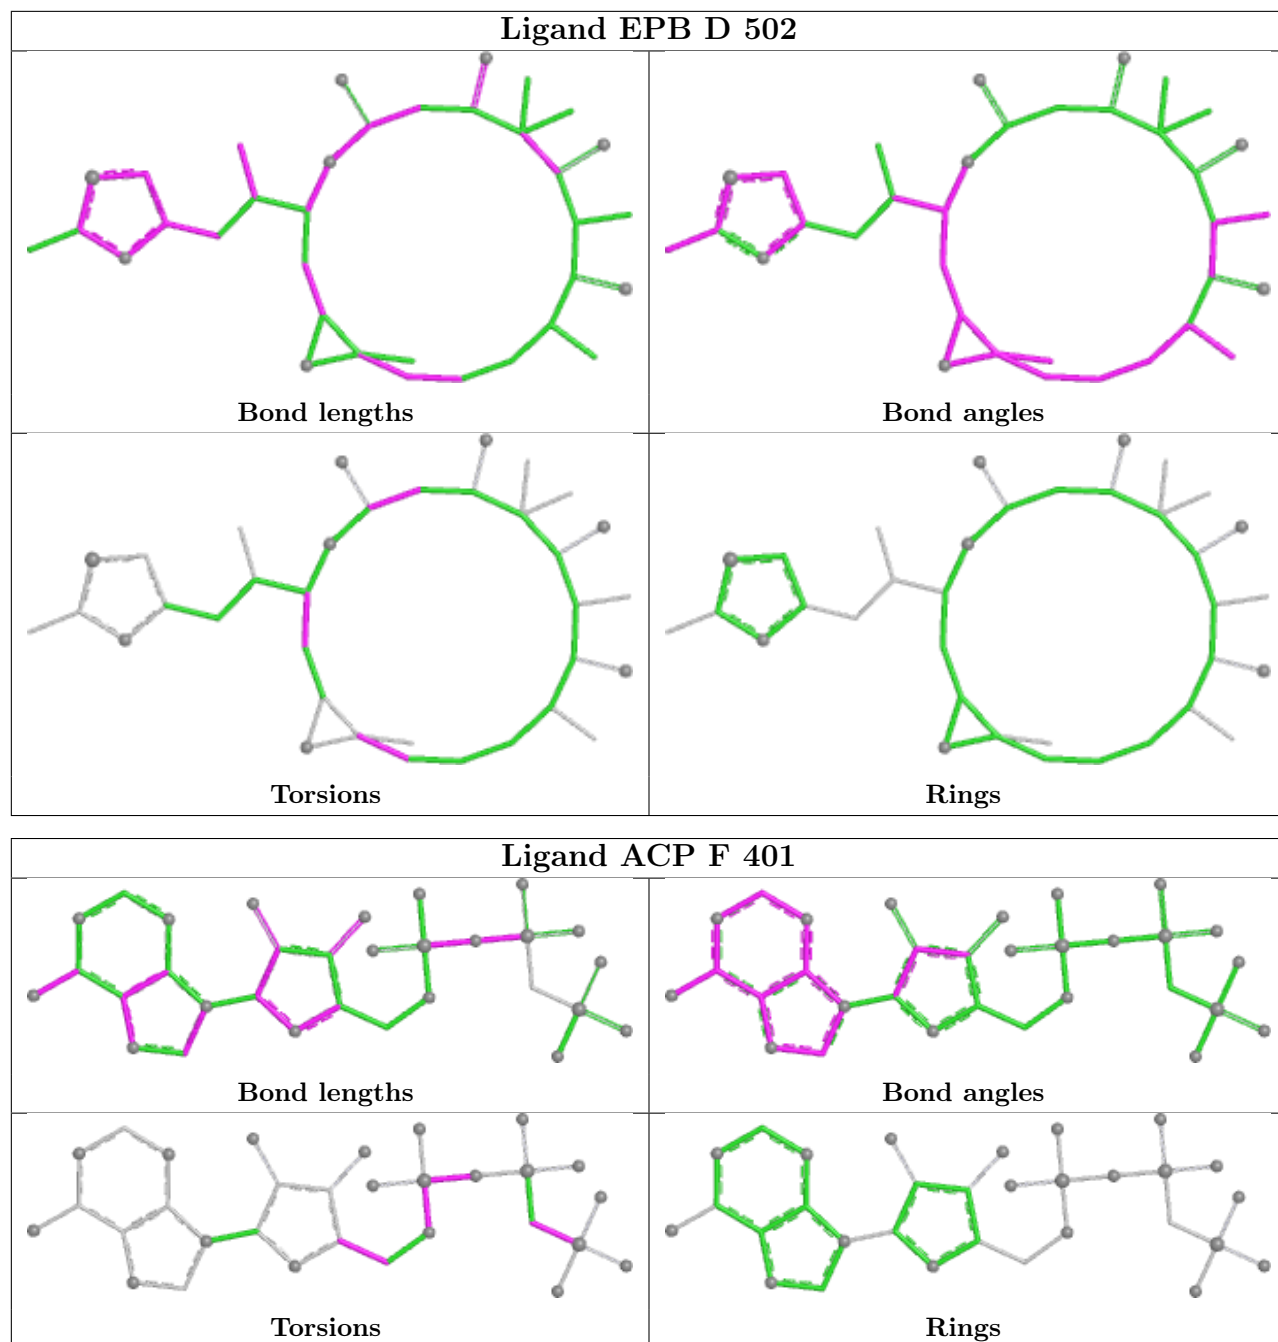 Ligand EPB D 502
Bond lengths
Bond angles
Torsions
Rings
Ligand ACP F 401
Bond lengths
Bond angles
Torsions
Rings